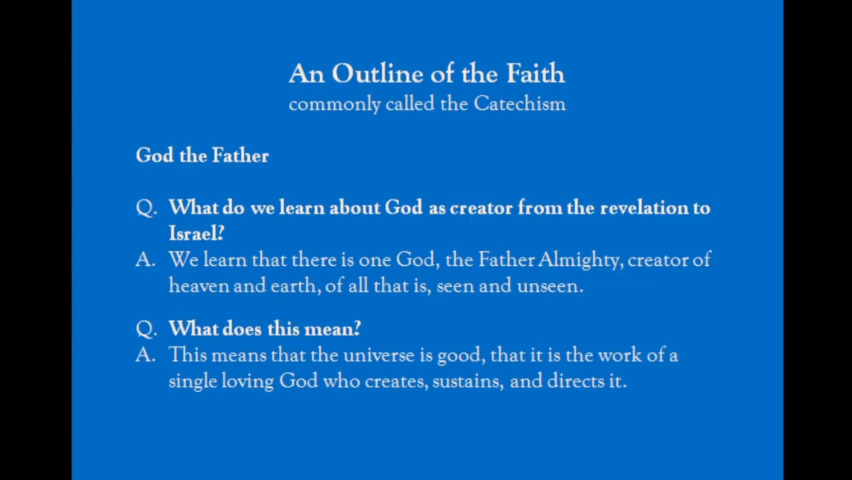 An Outline of the Faith
commonly called the Catechism
God the Father
Q. What do we learn about God as creator from the revelation to
Israel?
A. We learn that there is one God, the Father Almighty, creator of
heaven and earth, of all that is, seen and unseen.
Q. What does this mean?
A. This means that the universe is good, that it is the work of a
single loving God who creates, sustains, and directs it.